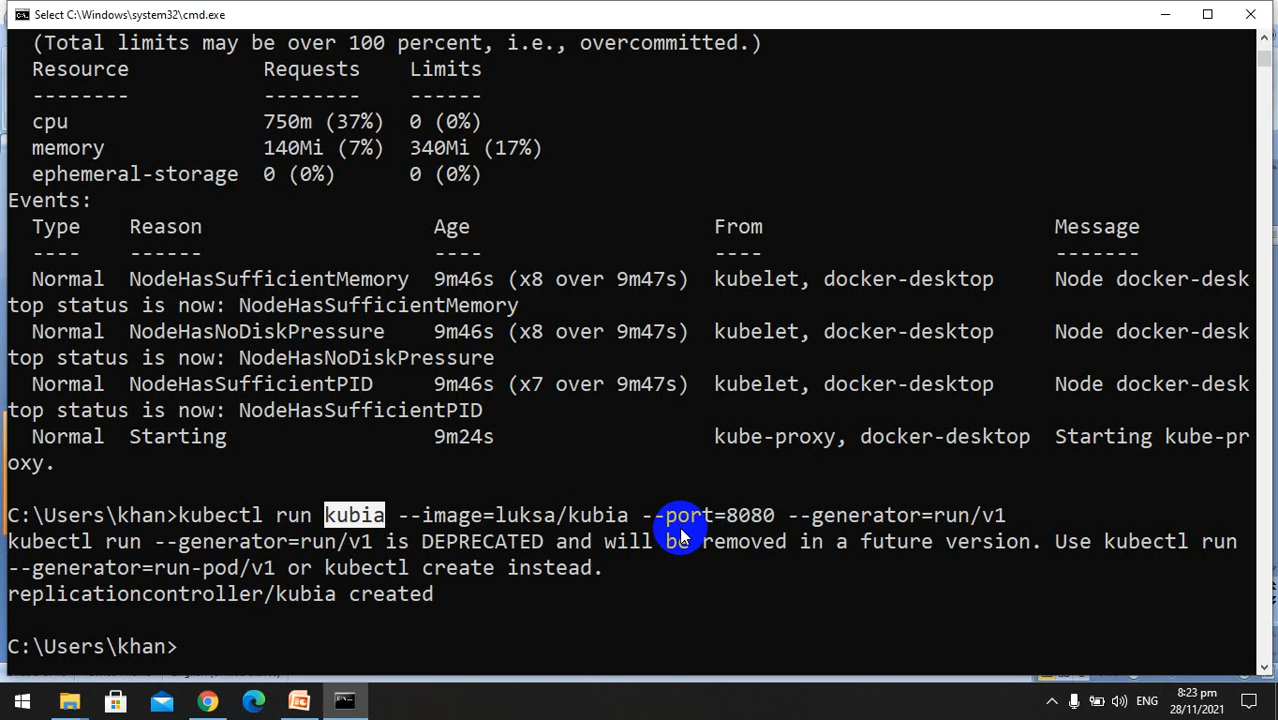 Select C:\Windows\system32\cmd.exe
(Total limits may be over 100 percent, i.e., overcommitted.)
Resource Requests Limits
-------- -------- ------
cpu 750m (37%) 0 (0%)
memory 140Mi (7%) 340Mi (17%)
ephemeral-storage 0 (0%) 0 (0%)
Events:
Type Reason Age From Message
---- ------ ---- ---- -------
Normal NodeHasSufficientMemory 9m46s (x8 over 9m47s) kubelet, docker-desktop Node docker-desk
top status is now: NodeHasSufficientMemory
Normal NodeHasNoDiskPressure 9m46s (x8 over 9m47s) kubelet, docker-desktop Node docker-desk
top status is now: NodeHasNoDiskPressure
Normal NodeHasSufficientPID 9m46s (x7 over 9m47s) kubelet, docker-desktop Node docker-desk
top status is now: NodeHasSufficientPID
Normal Starting 9m24s kube-proxy, docker-desktop Starting kube-pr
oxy.
C:\Users\khan>kubectl run kubia --image=luksa/kubia --port=8080 --generator=run/v1
kubectl run --generator=run/v1 is DEPRECATED and will be removed in a future version. Use kubectl run
--generator=run-pod/v1 or kubectl create instead.
replicationcontroller/kubia created
C:\Users\khan>
ENG
8:23 pm
28/11/2021